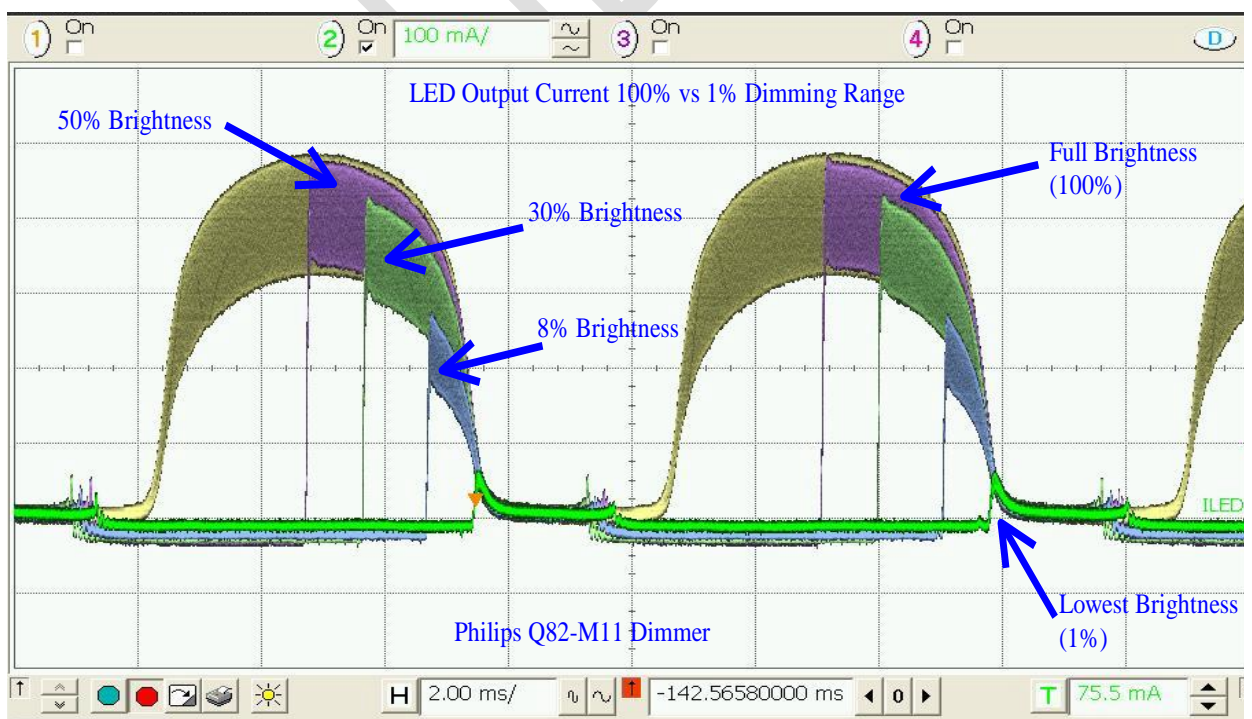 1 On 2 On 100 mA/ 3 On 4 On D
LED Output Current 100% vs 1% Dimming Range
50% Brightness
Full Brightness
(100%)
30% Brightness
8% Brightness
ILED
Lowest Brightness
(1%)
Philips Q82-M11 Dimmer
H 2.00 ms/ -142.56580000 ms 0 T 75.5 mA